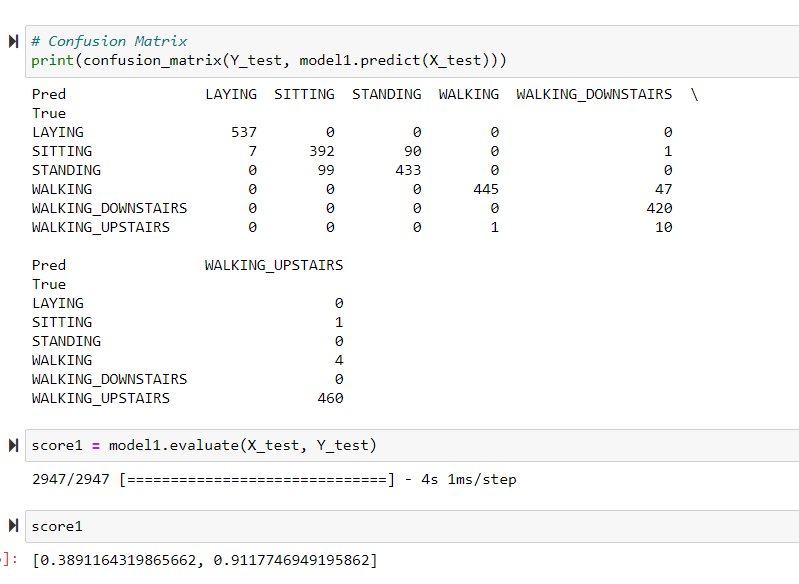 # Confusion Matrix
print(confusion_matrix(Y_test, model1.predict(X_test)))
Pred LAYING SITTING STANDING WALKING WALKING_DOWNSTAIRS \
True
LAYING 537 0 0 0 0
SITTING 7 392 90 0 1
STANDING 0 99 433 0 0
WALKING 0 0 0 445 47
WALKING_DOWNSTAIRS 0 0 0 0 420
WALKING_UPSTAIRS 0 0 0 1 10
Pred WALKING_UPSTAIRS
True
LAYING 0
SITTING 1
STANDING 0
WALKING 4
WALKING_DOWNSTAIRS 0
WALKING_UPSTAIRS 460
score1 = model1.evaluate(X_test, Y_test)
2947/2947 [==============================] - 4s 1ms/step
score1
]: [0.3891164319865662, 0.9117746949195862]